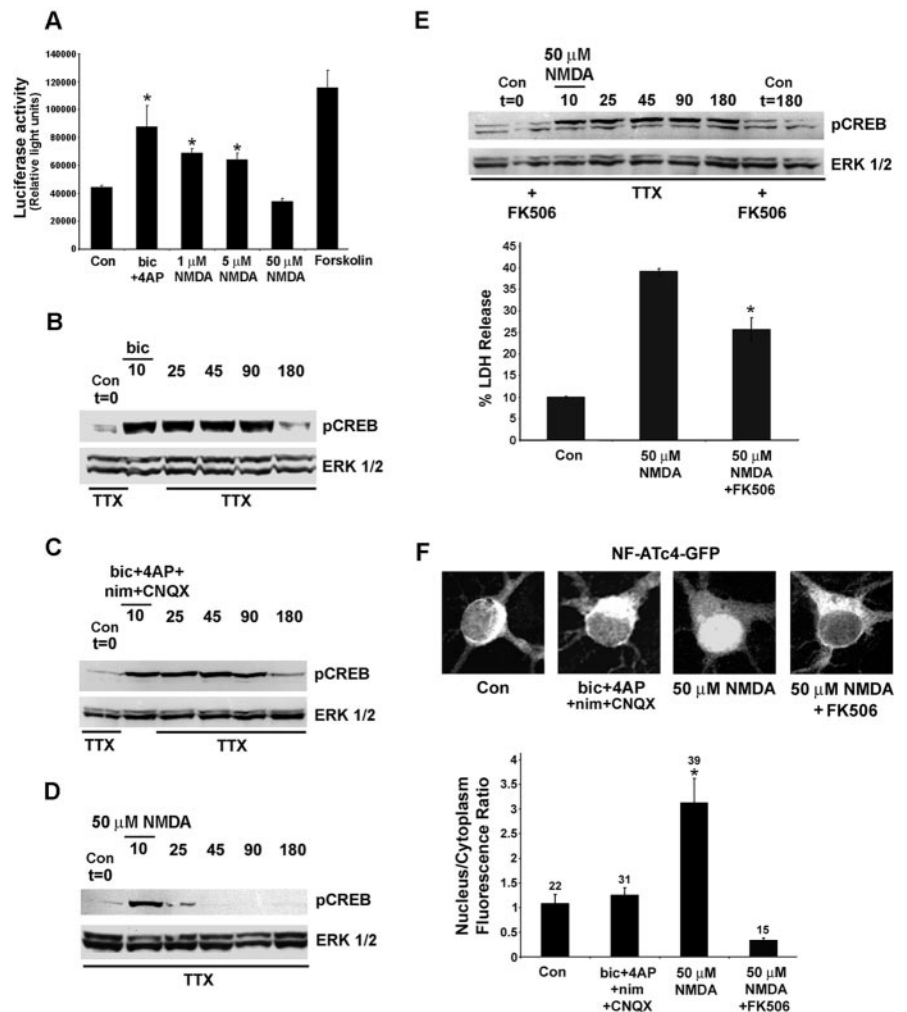 A
Luciferase activity
(Relative light units)
140000
120000
100000
80000
60000
40000
20000
0
*
*
*
Con
bic
+4AP
1 μM
NMDA
5 μM
NMDA
50 μM
NMDA
Forskolin
B
bic
Con
t=0
10 25 45 90 180
pCREB
ERK 1/2
TTX TTX
C
bic+4AP+
nim+CNQX
Con
t=0
10 25 45 90 180
pCREB
ERK 1/2
TTX TTX
D
50 μM NMDA
Con
t=0
10 25 45 90 180
pCREB
ERK 1/2
TTX
E
50 μM
NMDA
Con
t=0
10 25 45 90 180
Con
t=180
pCREB
ERK 1/2
+
FK506
TTX
+
FK506
% LDH Release
45
40
35
30
25
20
15
10
5
0
*
Con
50 μM
NMDA
50 μM
NMDA
+FK506
F
NF-ATc4-GFP
Con
bic+4AP
+nim+CNQX
50 μM NMDA
50 μM NMDA
+FK506
Nucleus/Cytoplasm
Fluorescence Ratio
4
3.5
3
2.5
2
1.5
1
0.5
0
22
31
39
*
15
Con
bic+4AP
+nim
+CNQX
50 μM
NMDA
50 μM
NMDA
+FK506